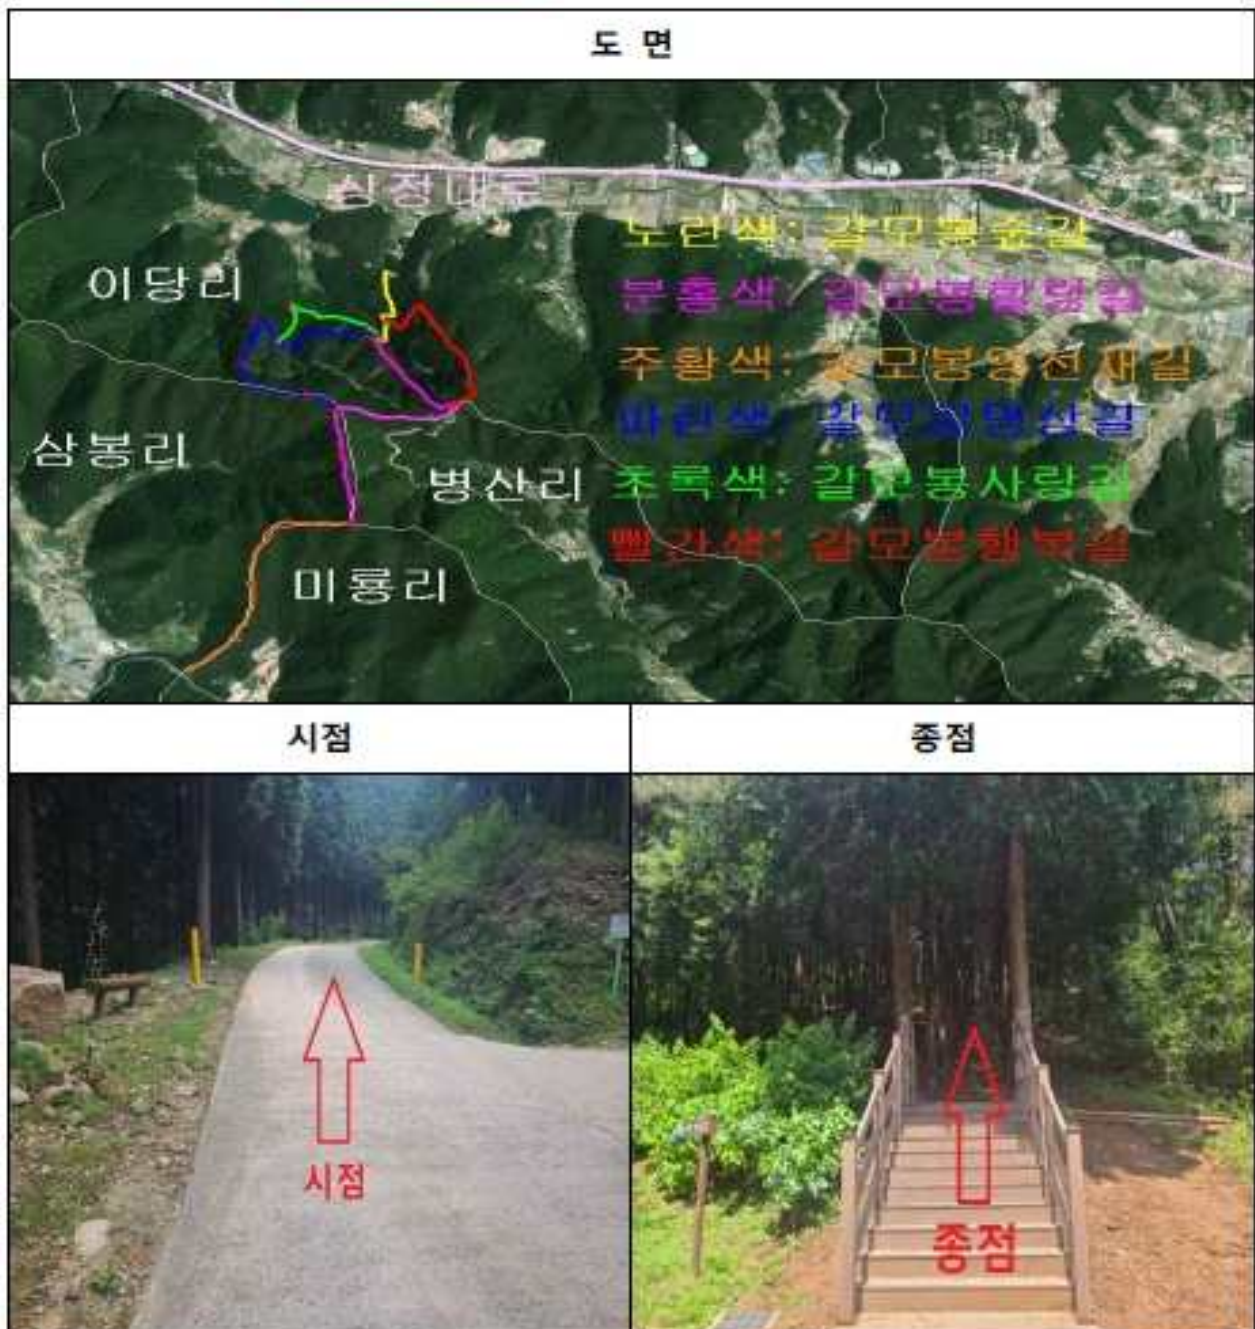 도 면
상정대로
이당리
노란색: 갈모봉숲길
분홍색: 갈모봉힐링길
주황색: 갈모봉영선재길
삼봉리
파란색: 갈모봉명상길
병산리
초록색: 갈모봉사랑길
빨간색: 갈모봉행복길
미룡리
시점
종점
시점
종점